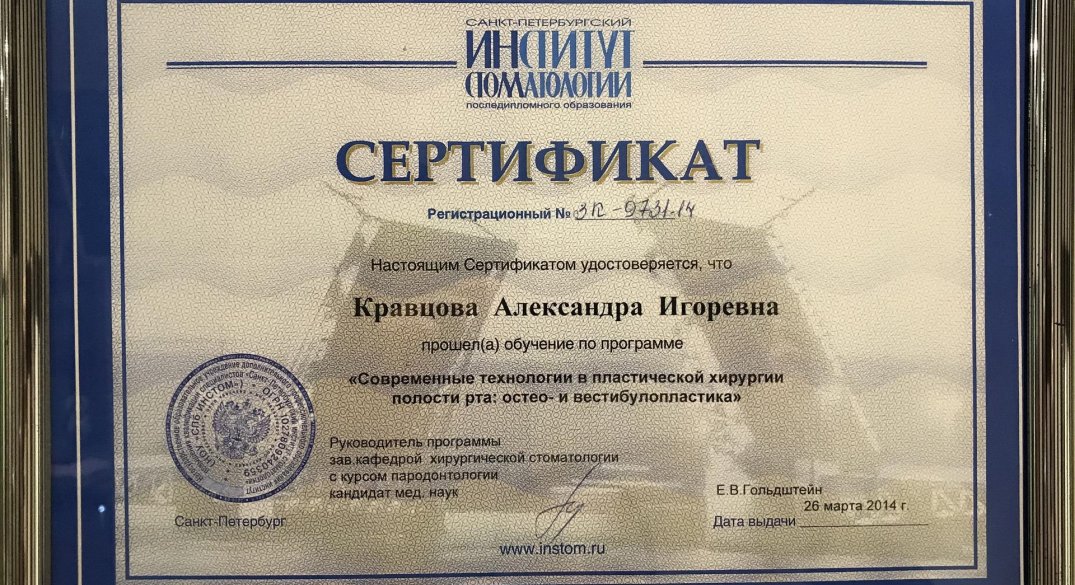 САНКТ-ПЕТЕРБУРГСКИЙ
ИНСТИТУТ
СТОМАТОЛОГИИ
последипломного образования
СЕРТИФИКАТ
Регистрационный № ЗП-9731-14
Настоящим Сертификатом удостоверяется, что
Кравцова Александра Игоревна
прошел(а) обучение по программе
«Современные технологии в пластической хирургии
полости рта: остео- и вестибулопластика»
Руководитель программы
зав.кафедрой хирургической стоматологии
с курсом пародонтологии
кандидат мед. наук
Е.В.Гольдштейн
26 марта 2014 г.
Санкт-Петербург
Дата выдачи
www.instom.ru